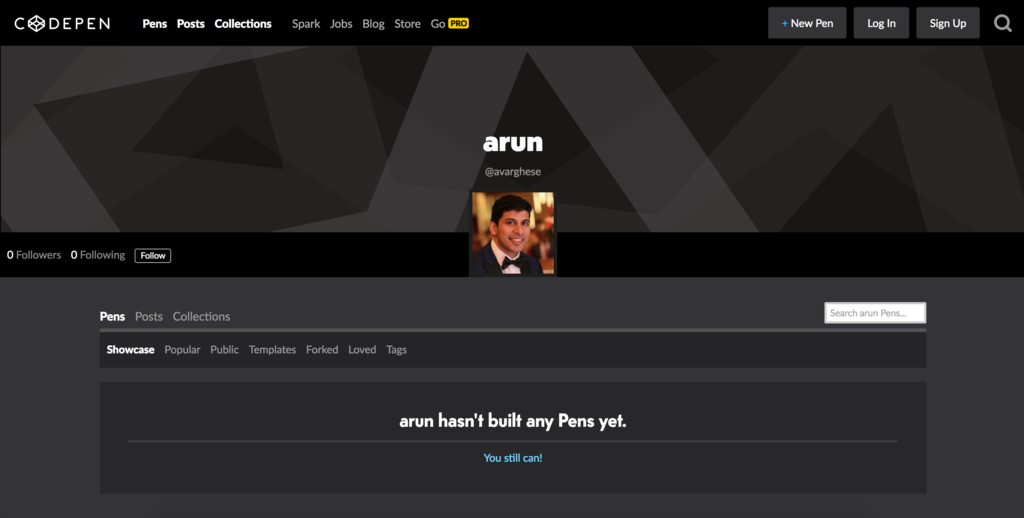 CODEPEN Pens Posts Collections Spark Jobs Blog Store Go PRO + New Pen Log In Sign Up
arun
@avarghese
0 Followers 0 Following Follow
Pens Posts Collections Search arun Pens...
Showcase Popular Public Templates Forked Loved Tags
arun hasn't built any Pens yet.
You still can!